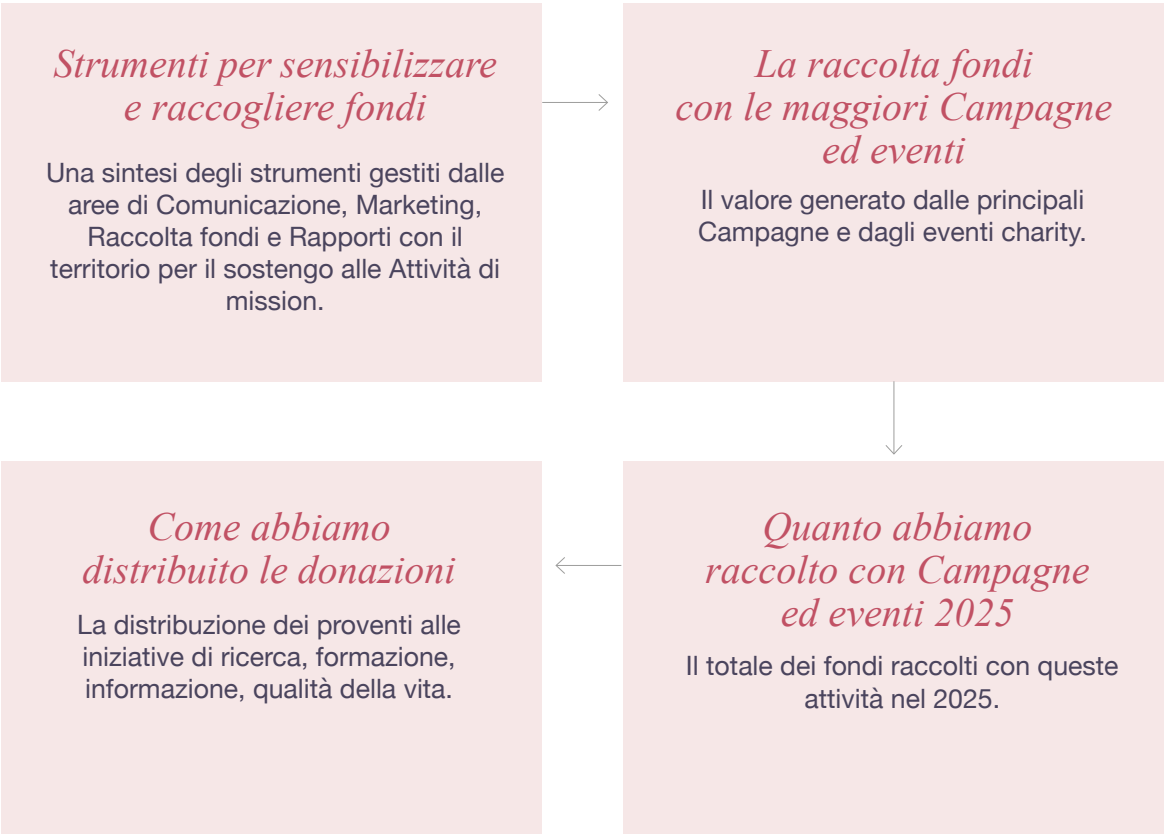 Strumenti per sensibilizzare
e raccogliere fondi
Una sintesi degli strumenti gestiti dalle
aree di Comunicazione, Marketing,
Raccolta fondi e Rapporti con il
territorio per il sostengo alle Attività di
mission.
La raccolta fondi
con le maggiori Campagne
ed eventi
Il valore generato dalle principali
Campagne e dagli eventi charity.
Quanto abbiamo
raccolto con Campagne
ed eventi 2025
Il totale dei fondi raccolti con queste
attività nel 2025.
Come abbiamo
distribuito le donazioni
La distribuzione dei proventi alle
iniziative di ricerca, formazione,
informazione, qualità della vita.